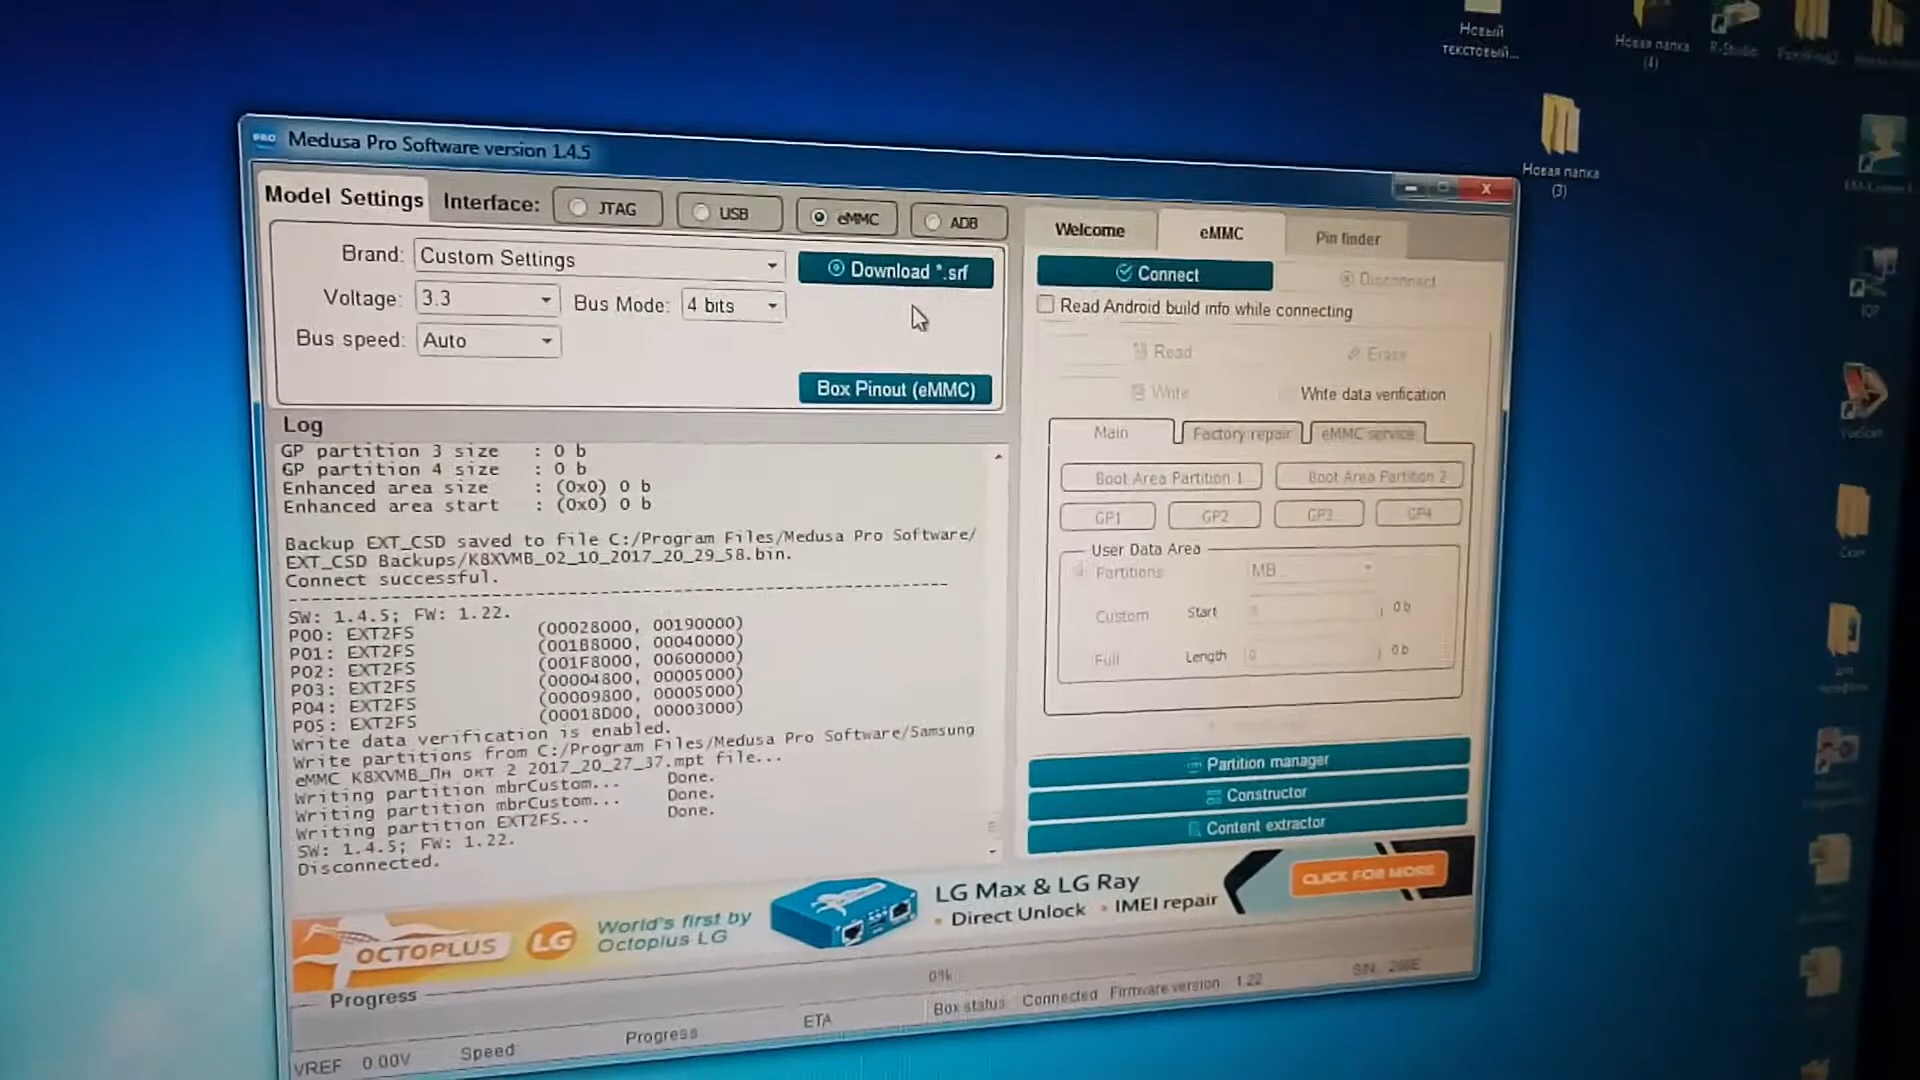 Новый
текстовый...
Новая папка
(4)
R-Studio
Новая папка
(3)
Medusa Pro Software version 1.4.5
Model Settings
Interface:
JTAG
USB
eMMC
ADB
Brand: Custom Settings
Download *.srf
Voltage: 3.3
Bus Mode: 4 bits
Bus speed: Auto
Box Pinout (eMMC)
Log
GP partition 3 size : 0 b
GP partition 4 size : 0 b
Enhanced area size : (0x0) 0 b
Enhanced area start : (0x0) 0 b
Backup EXT_CSD saved to file C:/Program Files/Medusa Pro Software/
EXT_CSD Backups/K8XVMB_02_10_2017_20_29_58.bin.
Connect successful.
SW: 1.4.5; FW: 1.22.
P00: EXT2FS (00028000, 00190000)
P01: EXT2FS (001B8000, 00040000)
P02: EXT2FS (001F8000, 00600000)
P03: EXT2FS (00004800, 00005000)
P04: EXT2FS (00009800, 00005000)
P05: EXT2FS (00018D00, 00003000)
Write data verification is enabled.
Write partitions from C:/Program Files/Medusa Pro Software/Samsung
eMMC K8XVMB_Пн окт 2 2017_20_27_37.mpt file...
Writing partition mbrCustom... Done.
Writing partition mbrCustom... Done.
Writing partition EXT2FS... Done.
SW: 1.4.5; FW: 1.22.
Disconnected.
Welcome
eMMC
Pin finder
Connect
Disconnect
Read Android build info while connecting
Read
Erase
Write
Write data verification
Main
Factory repair
eMMC service
Boot Area Partition 1
Boot Area Partition 2
GP1
GP2
GP3
GP4
User Data Area
Partitions
MB
Custom
Start
0 b
Full
Length
0
0 b
Partition manager
Constructor
Content extractor
OCTOPLUS
LG
World's first by
Octoplus LG
LG Max & LG Ray
• Direct Unlock • IMEI repair
CLICK FOR MORE
Progress
0%
VREF 0.00V
Speed
Progress
ETA
Box status Connected Firmware version 1.22
S/N
IQP
VueScan
Скан